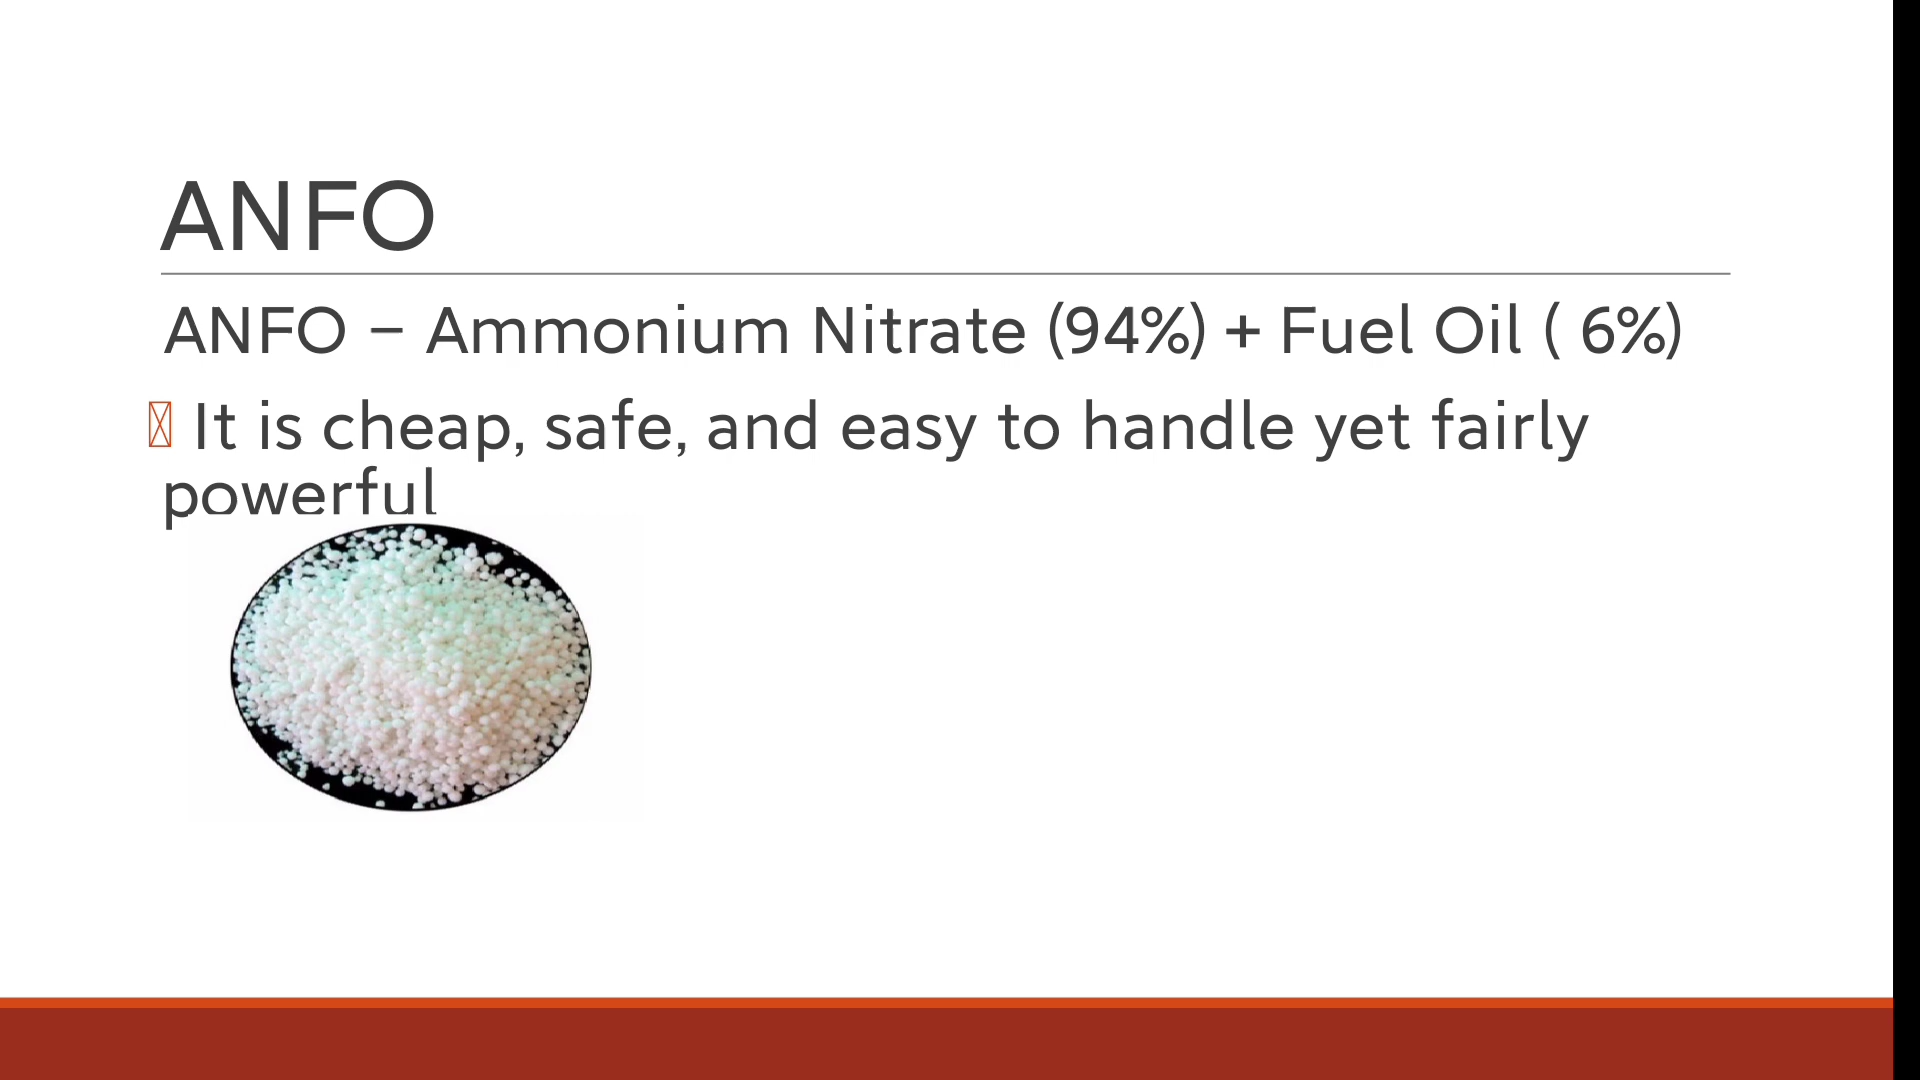 ANFO
ANFO – Ammonium Nitrate (94%) + Fuel Oil ( 6%)
It is cheap, safe, and easy to handle yet fairly
powerful